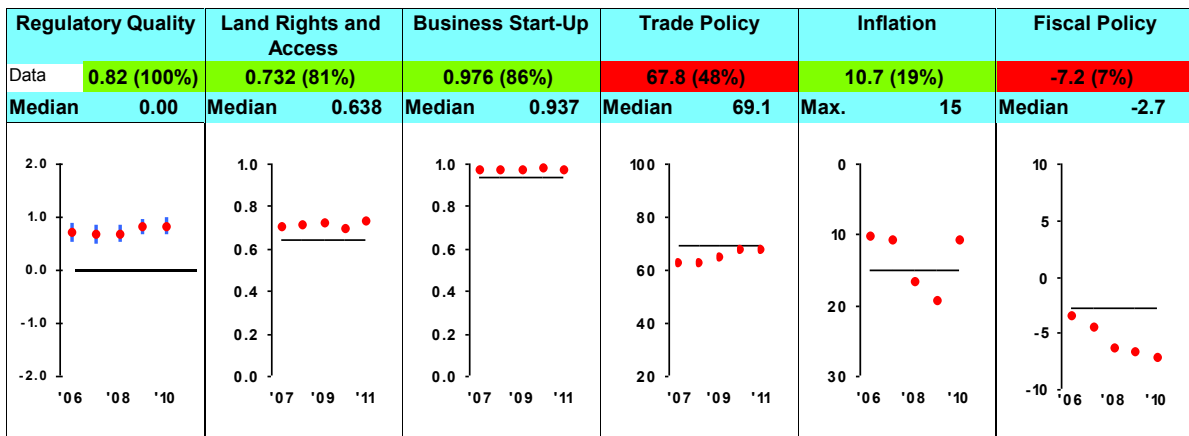 Regulatory Quality
Land Rights and
Access
Business Start-Up
Trade Policy
Inflation
Fiscal Policy
Data 0.82 (100%)
0.732 (81%)
0.976 (86%)
67.8 (48%)
10.7 (19%)
-7.2 (7%)
Median 0.00
Median 0.638
Median 0.937
Median 69.1
Max. 15
Median -2.7
2.0
1.0
0.0
-1.0
-2.0
'06 '08 '10
1.0
0.8
0.6
0.4
0.2
0.0
'07 '09 '11
1.0
0.8
0.6
0.4
0.2
0.0
'07 '09 '11
100
80
60
40
20
'07 '09 '11
0
10
20
30
'06 '08 '10
10
5
0
-5
-10
'06 '08 '10